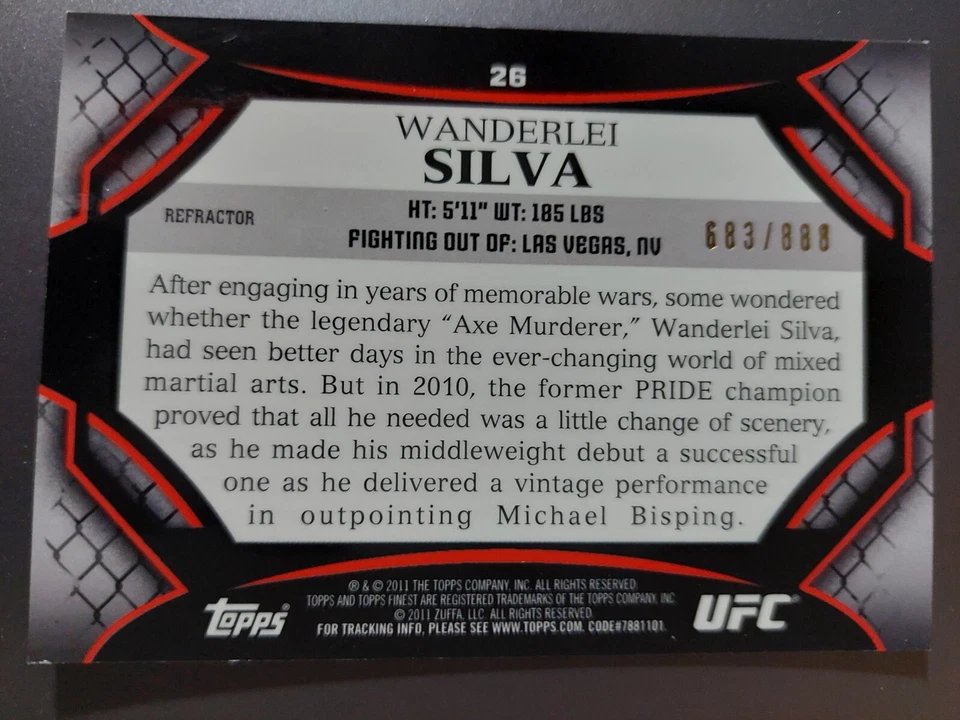 26
WANDERLEI
SILVA
REFRACTOR
HT: 5'11" WT: 185 LBS
FIGHTING OUT OF: LAS VEGAS, NV
683/888
After engaging in years of memorable wars, some wondered
whether the legendary “Axe Murderer,” Wanderlei Silva,
had seen better days in the ever-changing world of mixed
martial arts. But in 2010, the former PRIDE champion
proved that all he needed was a little change of scenery,
as he made his middleweight debut a successful
one as he delivered a vintage performance
in outpointing Michael Bisping.
® & © 2011 THE TOPPS COMPANY, INC. ALL RIGHTS RESERVED.
TOPPS AND TOPPS FINEST ARE REGISTERED TRADEMARKS OF THE TOPPS COMPANY, INC.
© 2011 ZUFFA, LLC. ALL RIGHTS RESERVED.
FOR TRACKING INFO, PLEASE SEE WWW.TOPPS.COM. CODE#7881101
Topps®
UFC®